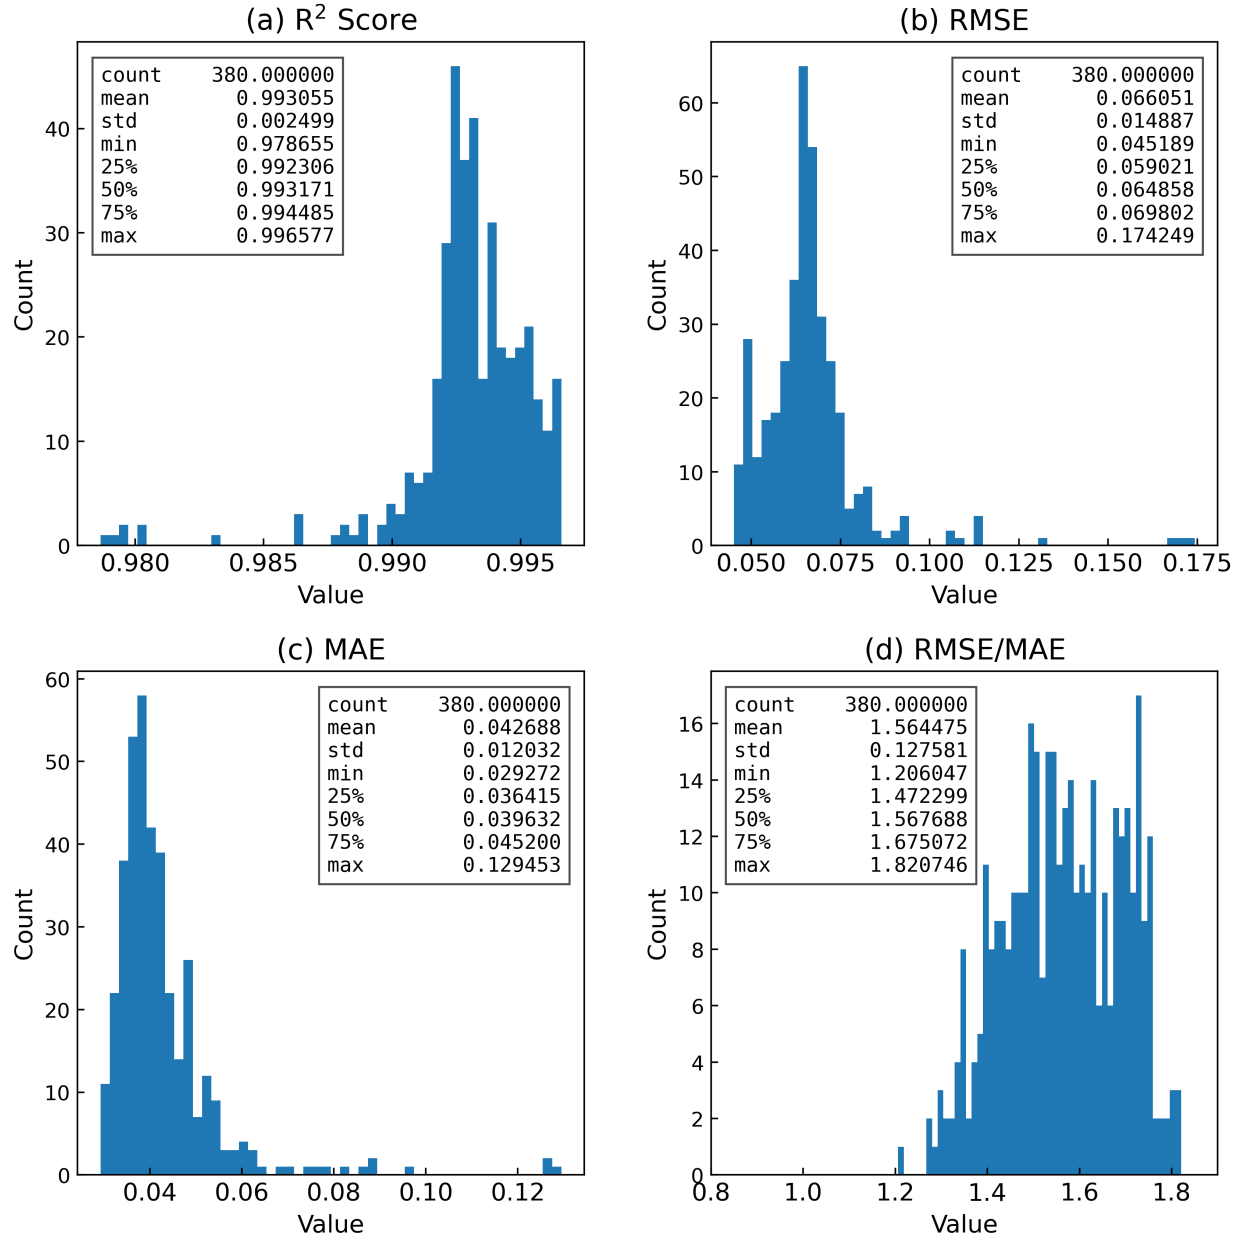 (a) R² Score
count 380.000000
mean 0.993055
std 0.002499
min 0.978655
25% 0.992306
50% 0.993171
75% 0.994485
max 0.996577
40
30
20
10
0
Count
0.980 0.985 0.990 0.995
Value
(b) RMSE
count 380.000000
mean 0.066051
std 0.014887
min 0.045189
25% 0.059021
50% 0.064858
75% 0.069802
max 0.174249
60
50
40
30
20
10
0
Count
0.050 0.075 0.100 0.125 0.150 0.175
Value
(c) MAE
count 380.000000
mean 0.042688
std 0.012032
min 0.029272
25% 0.036415
50% 0.039632
75% 0.045200
max 0.129453
60
50
40
30
20
10
0
Count
0.04 0.06 0.08 0.10 0.12
Value
(d) RMSE/MAE
count 380.000000
mean 1.564475
std 0.127581
min 1.206047
25% 1.472299
50% 1.567688
75% 1.675072
max 1.820746
16
14
12
10
8
6
4
2
0
Count
0.8 1.0 1.2 1.4 1.6 1.8
Value